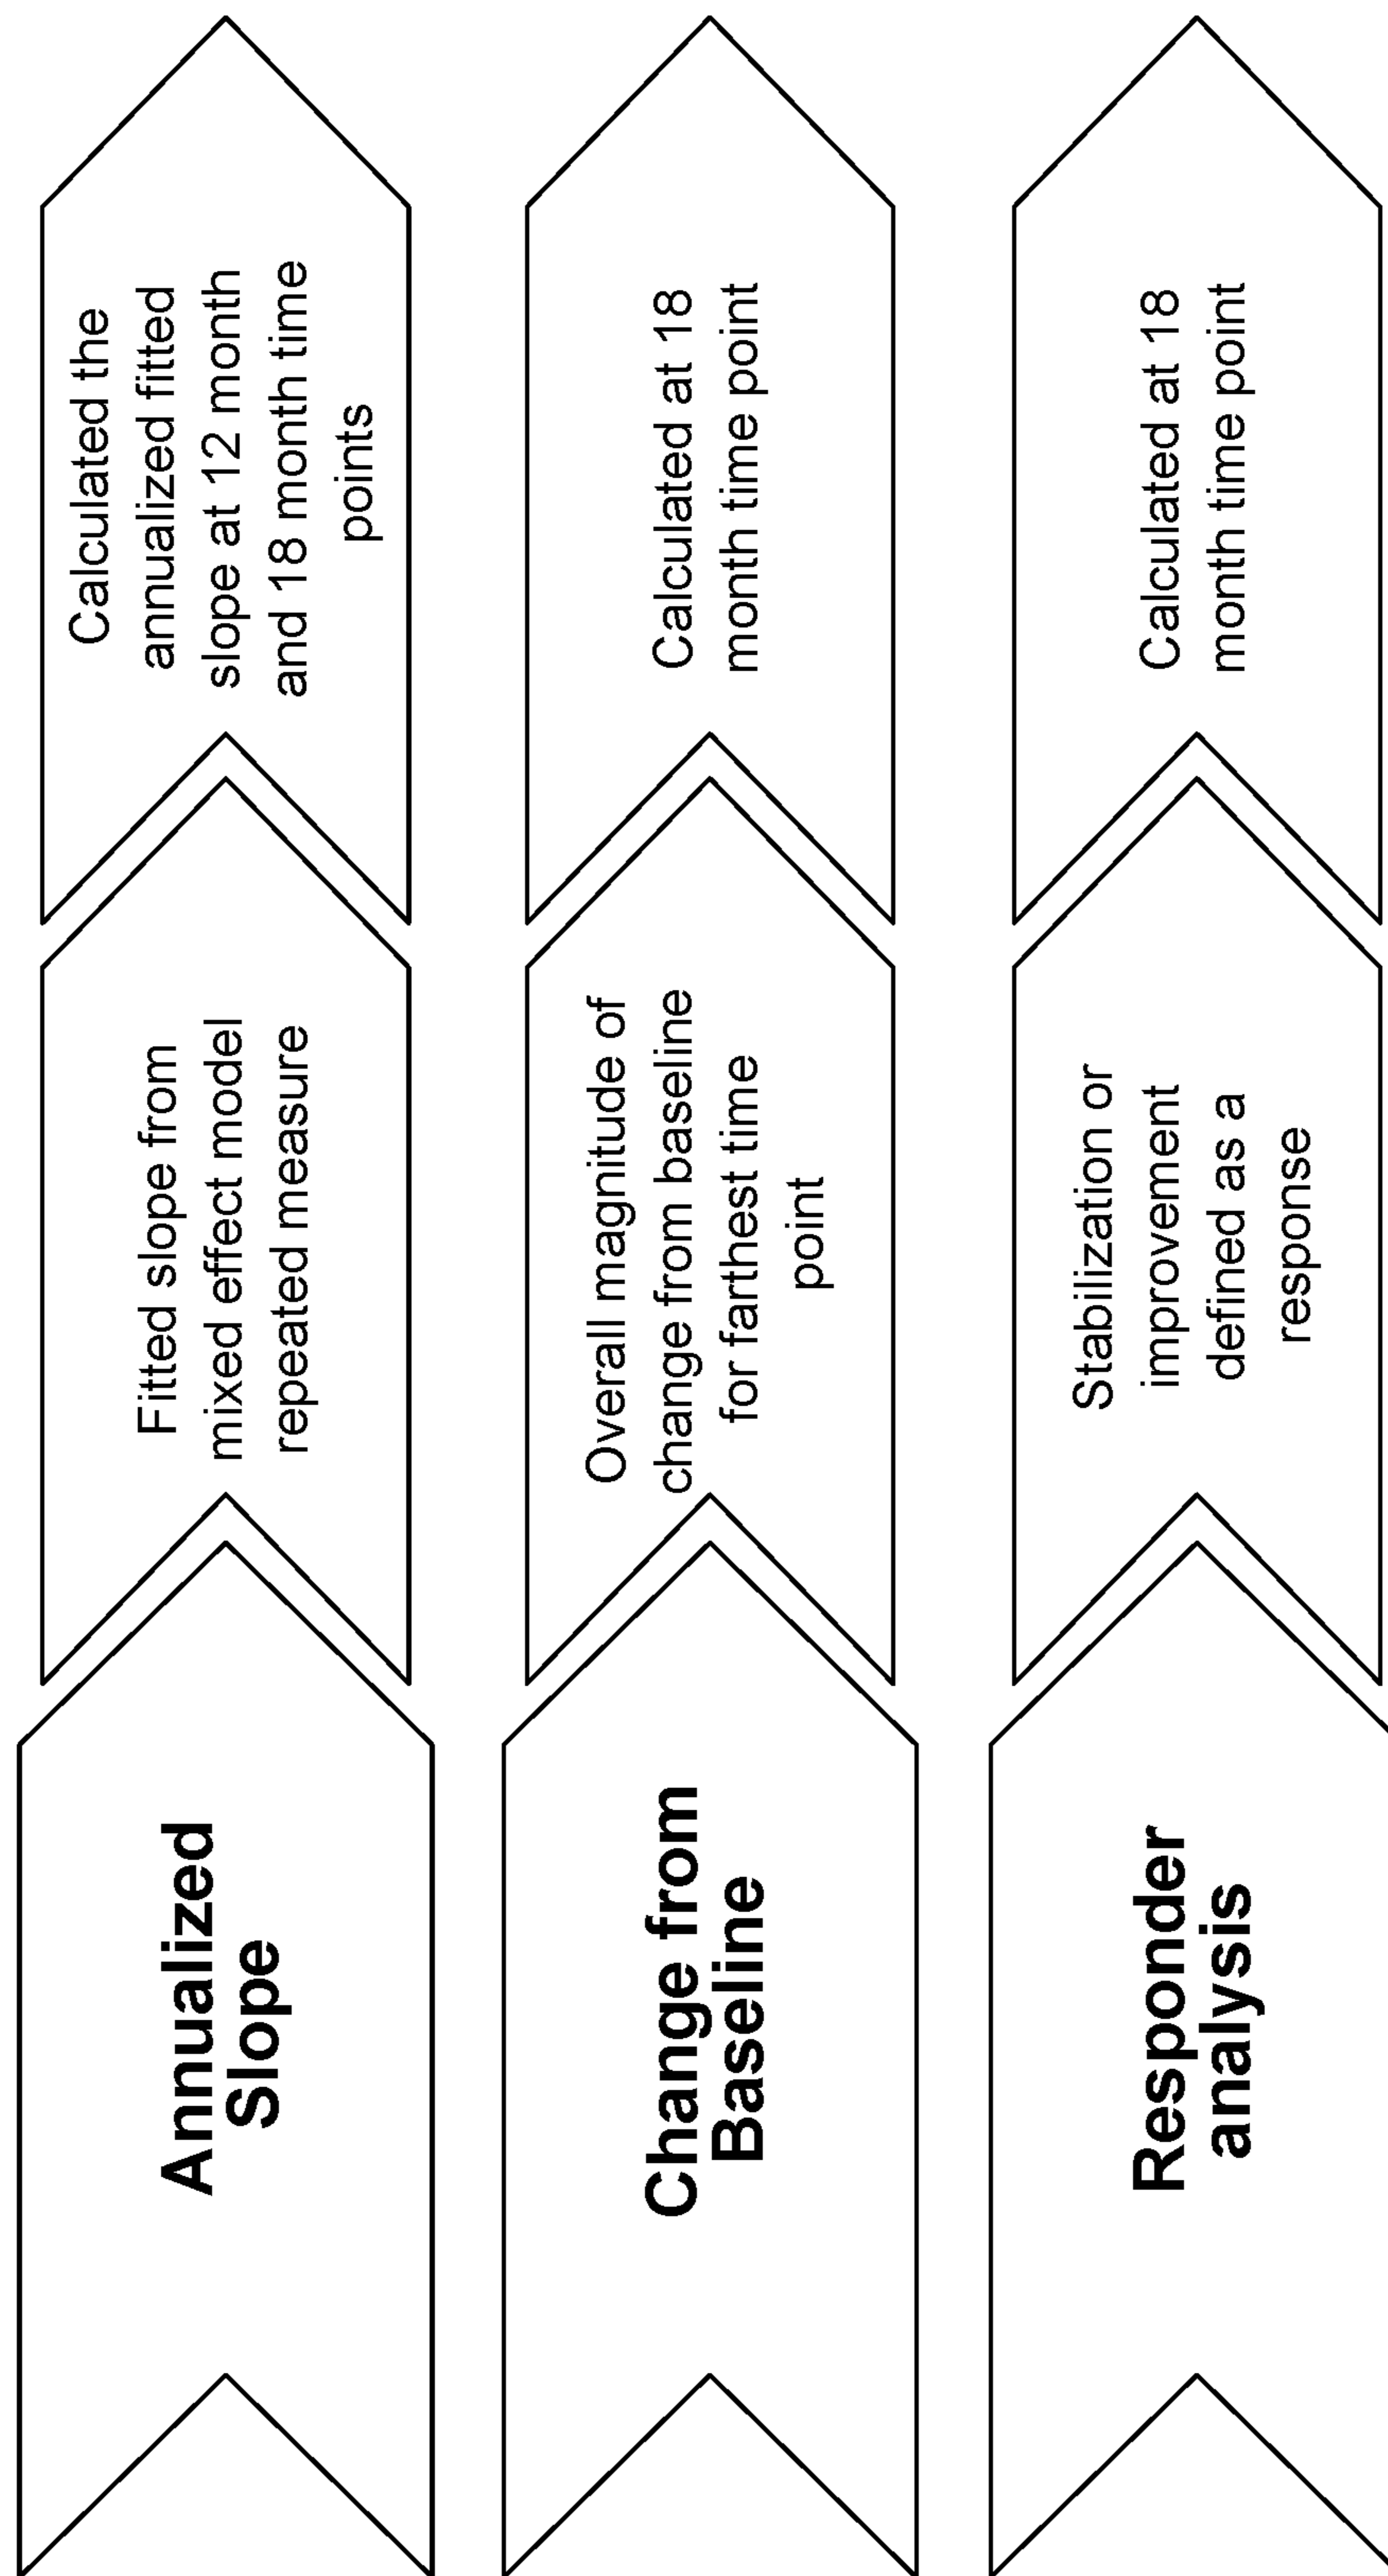 Annualized
Slope
Fitted slope from
mixed effect model
repeated measure
Calculated the
annualized fitted
slope at 12 month
and 18 month time
points
Change from
Baseline
Overall magnitude of
change from baseline
for farthest time
point
Calculated at 18
month time point
Responder
analysis
Stabilization or
improvement
defined as a
response
Calculated at 18
month time point